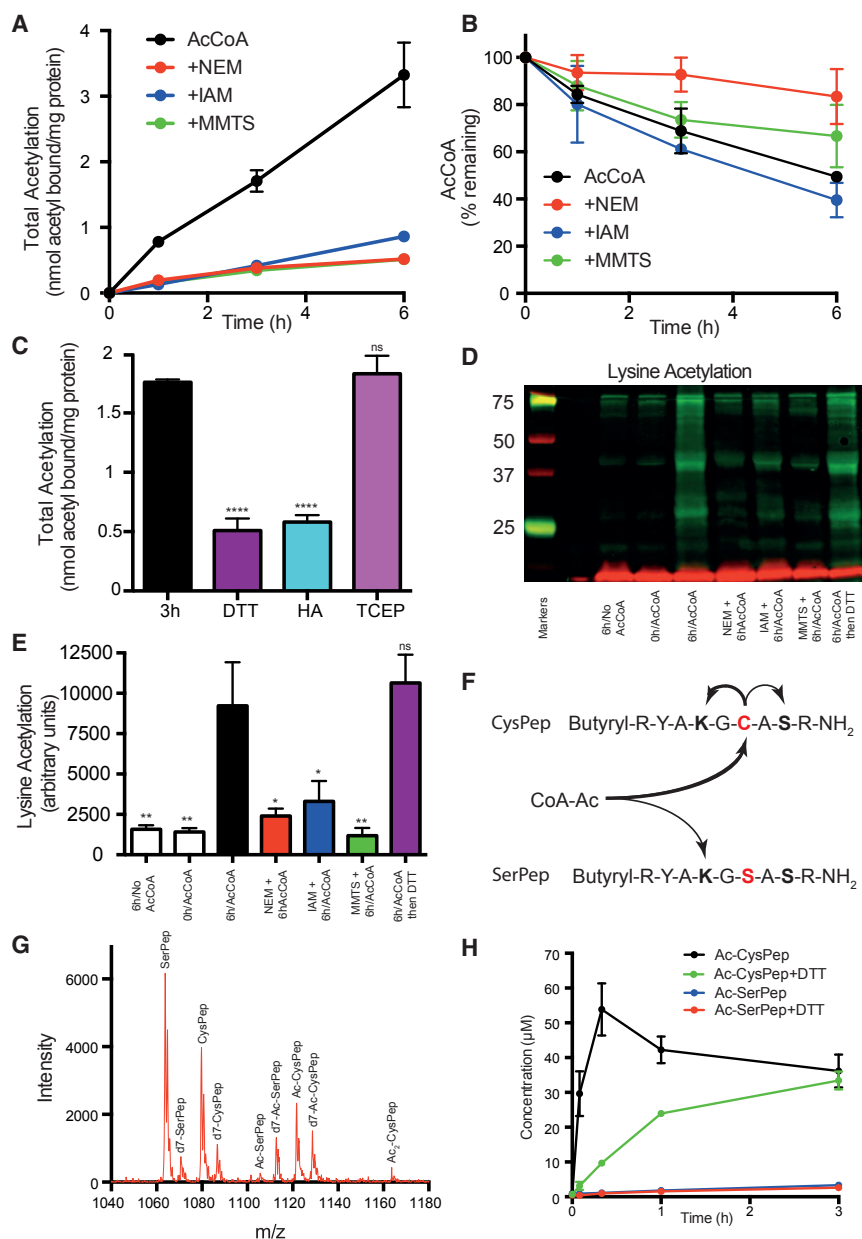 A
Total Acetylation
(nmol acetyl bound/mg protein)
4
3
2
1
0
0
2
4
6
Time (h)
AcCoA
+NEM
+IAM
+MMTS
B
AcCoA
(% remaining)
100
80
60
40
20
0
0
2
4
6
Time (h)
AcCoA
+NEM
+IAM
+MMTS
C
Total Acetylation
(nmol acetyl bound/mg protein)
2
1.5
1
0.5
0
****
****
ns
3h
DTT
HA
TCEP
D
Lysine Acetylation
75
50
37
25
Markers
6h/No
AcCoA
0h/AcCoA
6h/AcCoA
NEM +
6hAcCoA
IAM +
6h/AcCoA
MMTS +
6h/AcCoA
6h/AcCoA
then DTT
E
Lysine Acetylation
(arbitrary units)
12500
10000
7500
5000
2500
0
**
**
*
*
**
ns
6h/No
AcCoA
0h/AcCoA
6h/AcCoA
NEM +
6hAcCoA
IAM +
6h/AcCoA
MMTS +
6h/AcCoA
6h/AcCoA
then DTT
F
CysPep Butyryl-R-Y-A-K-G-C-A-S-R-NH2
CoA-Ac
SerPep Butyryl-R-Y-A-K-G-S-A-S-R-NH2
G
Intensity
6000
4000
2000
0
SerPep
d7-SerPep
CysPep
d7-CysPep
Ac-SerPep
d7-Ac-SerPep
Ac-CysPep
d7-Ac-CysPep
Ac2-CysPep
1040
1060
1080
1100
1120
1140
1160
1180
m/z
H
Ac-CysPep
Ac-CysPep+DTT
Ac-SerPep
Ac-SerPep+DTT
Concentration (µM)
70
60
50
40
30
20
10
0
0
1
2
3
Time (h)